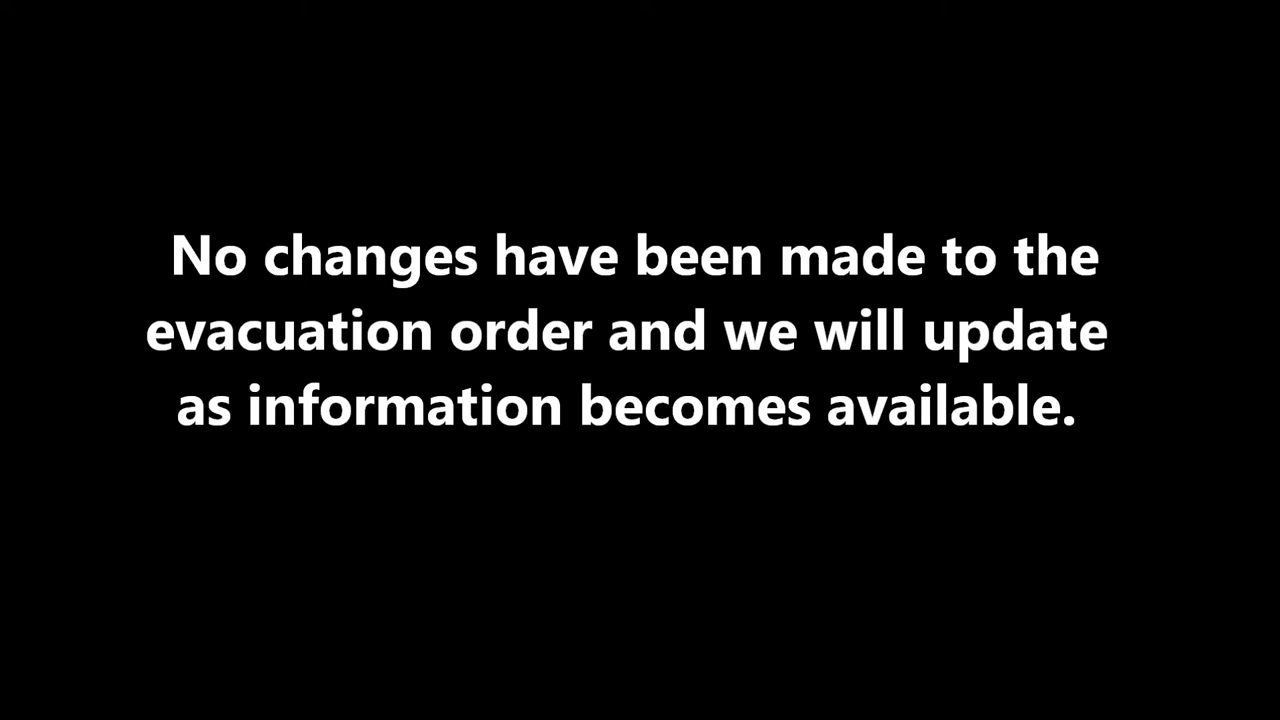 No changes have been made to the
evacuation order and we will update
as information becomes available.